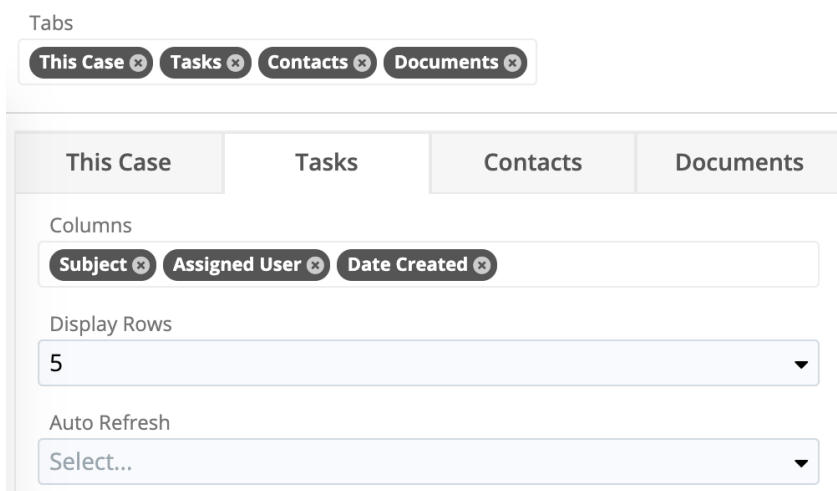 Tabs
This Case Tasks Contacts Documents
This Case Tasks Contacts Documents
Columns
Subject Assigned User Date Created
Display Rows
5
Auto Refresh
Select...